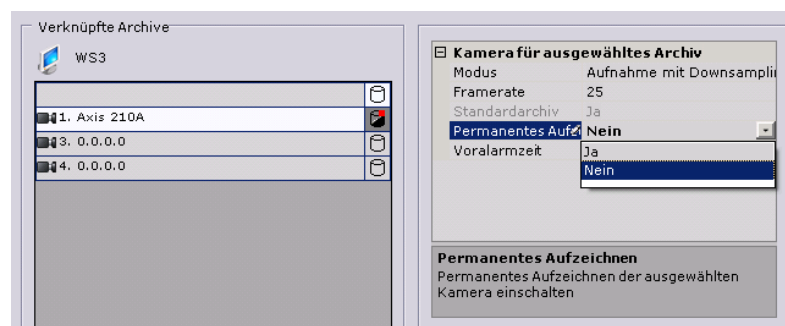 Verknüpfte Archive
WS3
1. Axis 210A
3. 0.0.0.0
4. 0.0.0.0
Kamera für ausgewähltes Archiv
Modus Aufnahme mit Downsamplin
Framerate 25
Standardarchiv Ja
Permanentes Aufz Nein
Voralarmzeit
Ja
Nein
Permanentes Aufzeichnen
Permanentes Aufzeichnen der ausgewählten
Kamera einschalten